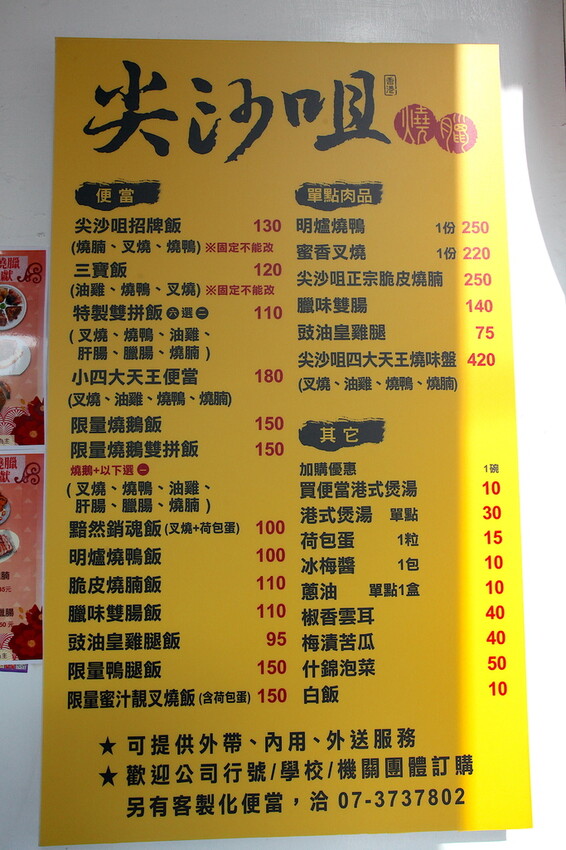 尖沙咀 香港 燒臘
便當
尖沙咀招牌飯 130
(燒腩、叉燒、燒鴨) ※固定不能改
三寶飯 120
(油雞、燒鴨、叉燒) ※固定不能改
特製雙拼飯 六選二 110
(叉燒、燒鴨、油雞、
肝腸、臘腸、燒腩)
小四大天王便當 180
(叉燒、油雞、燒鴨、燒腩)
限量燒鵝飯 150
限量燒鵝雙拼飯 150
燒鵝+以下選一
(叉燒、燒鴨、油雞、
肝腸、臘腸、燒腩)
黯然銷魂飯 (叉燒+荷包蛋) 100
明爐燒鴨飯 100
脆皮燒腩飯 110
臘味雙腸飯 110
豉油皇雞腿飯 95
限量鴨腿飯 150
限量蜜汁靚叉燒飯 (含荷包蛋) 150
單點肉品
明爐燒鴨 1份 250
蜜香叉燒 1份 220
尖沙咀正宗脆皮燒腩 250
臘味雙腸 140
豉油皇雞腿 75
尖沙咀四大天王燒味盤 420
(叉燒、油雞、燒鴨、燒腩)
其它
加購優惠 1碗
買便當港式煲湯 10
港式煲湯 單點 30
荷包蛋 1粒 15
冰梅醬 1包 10
蔥油 單點1盒 10
椒香雲耳 40
梅漬苦瓜 40
什錦泡菜 50
白飯 10
★ 可提供外帶、內用、外送服務
★ 歡迎公司行號/學校/機關團體訂購
另有客製化便當，洽 07-3737802